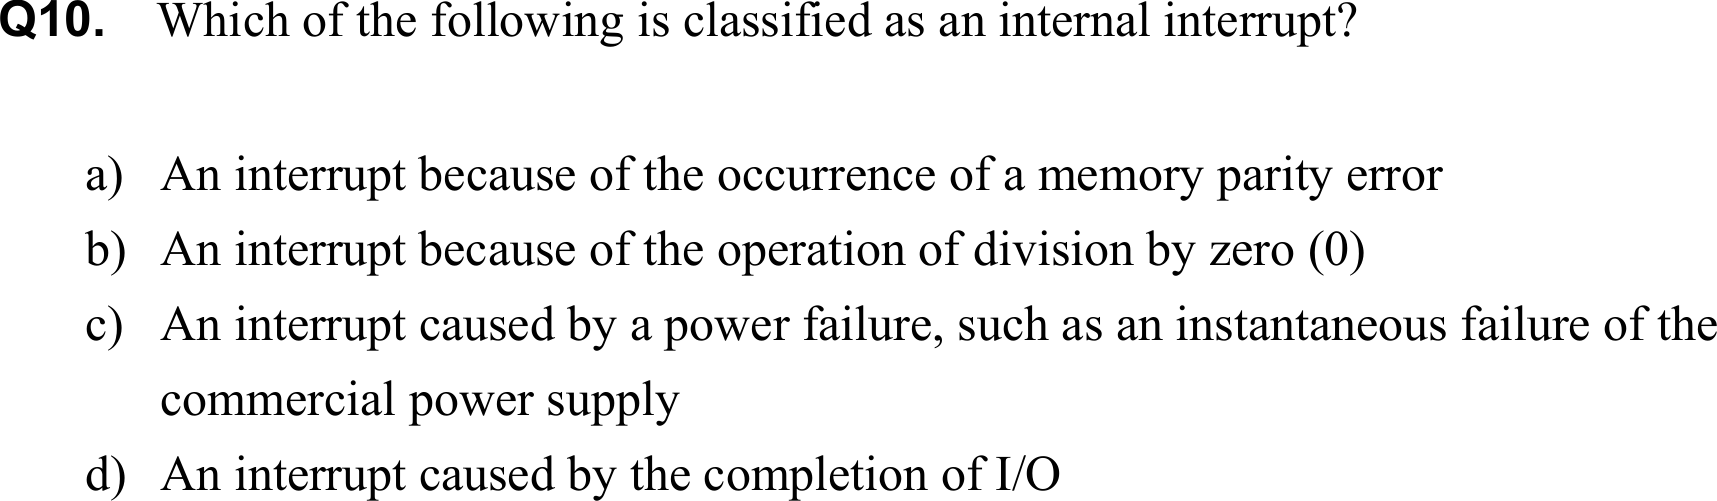 Q10. Which of the following is classified as an internal interrupt?
a) An interrupt because of the occurrence of a memory parity error
b) An interrupt because of the operation of division by zero (0)
c) An interrupt caused by a power failure, such as an instantaneous failure of the
commercial power supply
d) An interrupt caused by the completion of I/O